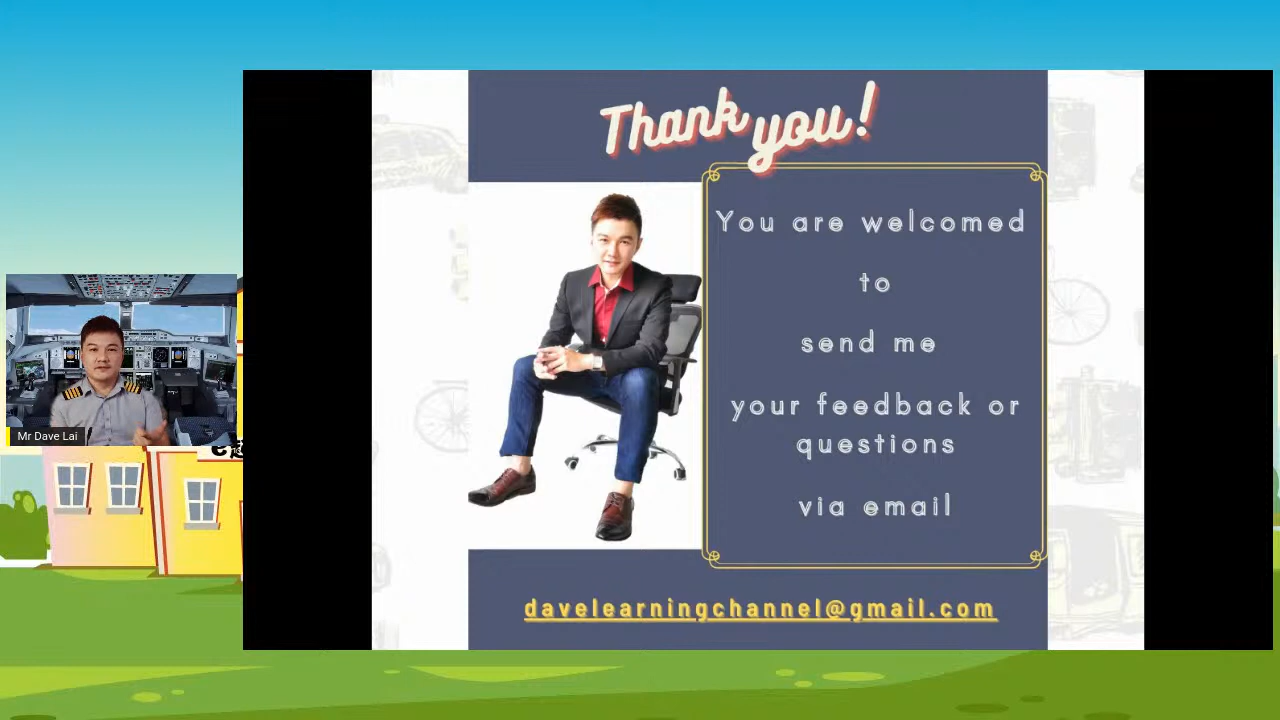 Thank you!
You are welcomed
to
send me
your feedback or
questions
via email
davelearningchannel@gmail.com
Mr Dave Lai